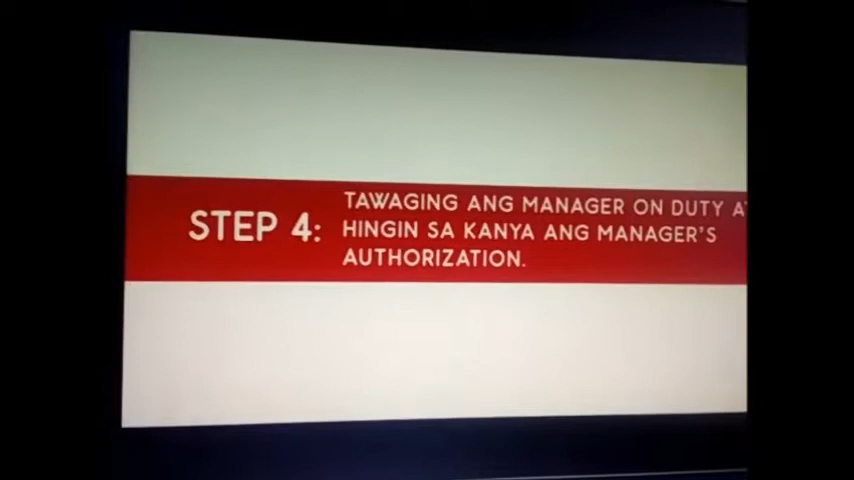 STEP 4:
TAWAGING ANG MANAGER ON DUTY
HINGIN SA KANYA ANG MANAGER'S
AUTHORIZATION.